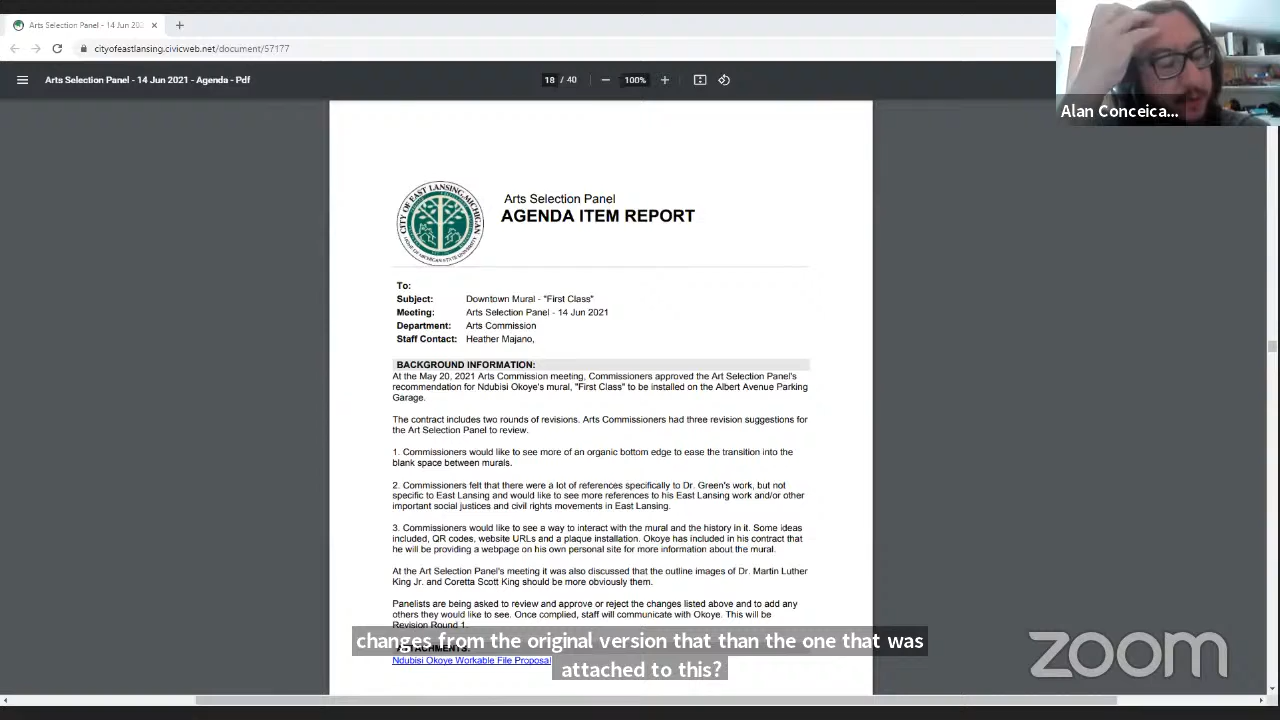 Arts Selection Panel - 14 Jun 202
cityofeastlansing.civicweb.net/document/57177
Arts Selection Panel - 14 Jun 2021 - Agenda - Pdf
18 / 40
100%
Alan Conceica...
CITY OF EAST LANSING, MICHIGAN
HOME OF MICHIGAN STATE UNIVERSITY
Arts Selection Panel
AGENDA ITEM REPORT
To:
Subject: Downtown Mural - "First Class"
Meeting: Arts Selection Panel - 14 Jun 2021
Department: Arts Commission
Staff Contact: Heather Majano,
BACKGROUND INFORMATION:
At the May 20, 2021 Arts Commission meeting, Commissioners approved the Art Selection Panel's
recommendation for Ndubisi Okoye's mural, "First Class" to be installed on the Albert Avenue Parking
Garage.
The contract includes two rounds of revisions. Arts Commissioners had three revision suggestions for
the Art Selection Panel to review.
1. Commissioners would like to see more of an organic bottom edge to ease the transition into the
blank space between murals.
2. Commissioners felt that there were a lot of references specifically to Dr. Green's work, but not
specific to East Lansing and would like to see more references to his East Lansing work and/or other
important social justices and civil rights movements in East Lansing.
3. Commissioners would like to see a way to interact with the mural and the history in it. Some ideas
included, QR codes, website URLs and a plaque installation. Okoye has included in his contract that
he will be providing a webpage on his own personal site for more information about the mural.
At the Art Selection Panel's meeting it was also discussed that the outline images of Dr. Martin Luther
King Jr. and Coretta Scott King should be more obviously them.
Panelists are being asked to review and approve or reject the changes listed above and to add any
others they would like to see. Once complied, staff will communicate with Okoye. This will be
Revision Round 1.
ATTACHMENTS:
Ndubisi Okoye Workable File Proposal
changes from the original version that than the one that was
attached to this?
zoom